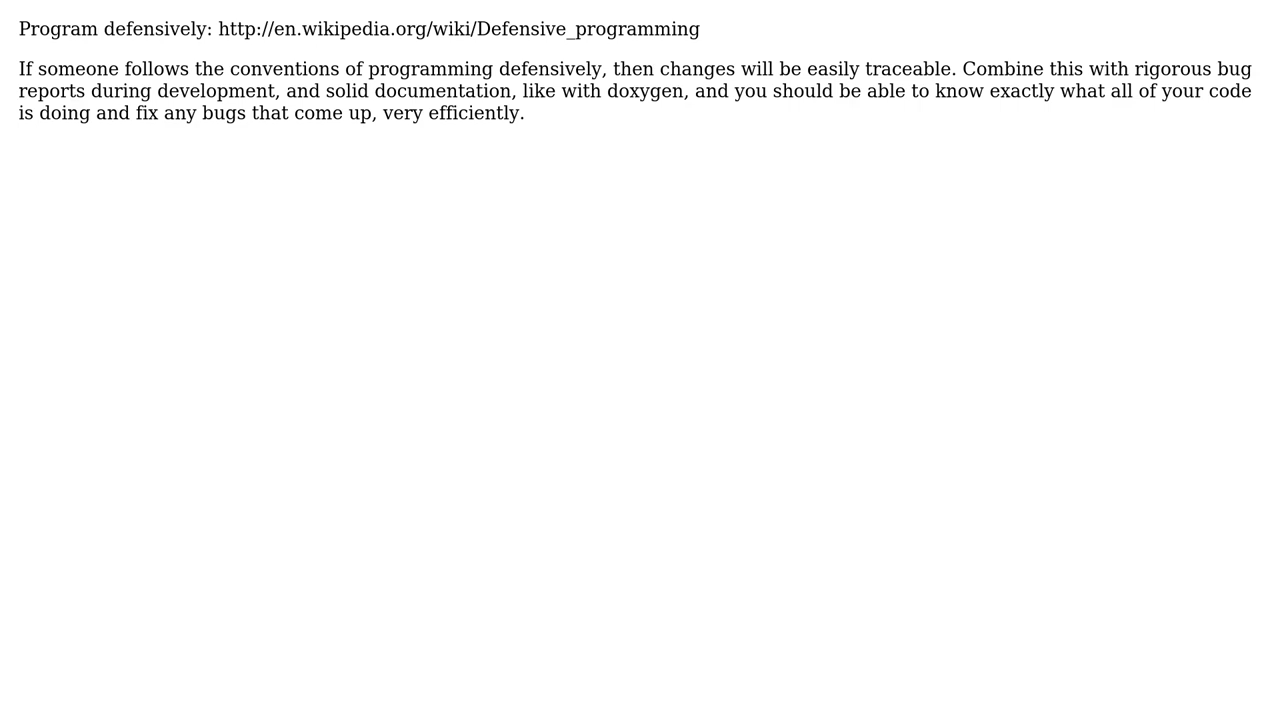 Program defensively: http://en.wikipedia.org/wiki/Defensive_programming
If someone follows the conventions of programming defensively, then changes will be easily traceable. Combine this with rigorous bug
reports during development, and solid documentation, like with doxygen, and you should be able to know exactly what all of your code
is doing and fix any bugs that come up, very efficiently.